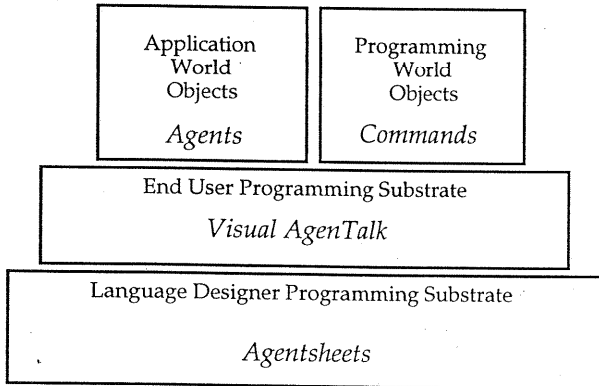 Application
World
Objects
Agents
Programming
World
Objects
Commands
End User Programming Substrate
Visual AgenTalk
Language Designer Programming Substrate
Agentsheets